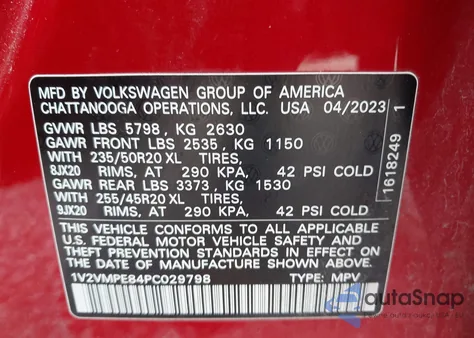 MFD BY VOLKSWAGEN GROUP OF AMERICA
CHATTANOOGA OPERATIONS, LLC. USA 04/2023
GVWR LBS 5798, KG 2630
GAWR FRONT LBS 2535, KG 1150
WITH 235/50R20 XL TIRES,
8JX20 RIMS, AT 290 KPA, 42 PSI COLD
GAWR REAR LBS 3373, KG 1530
WITH 255/45R20 XL TIRES,
9JX20 RIMS, AT 290 KPA, 42 PSI COLD
THIS VEHICLE CONFORMS TO ALL APPLICABLE
U.S. FEDERAL MOTOR VEHICLE SAFETY AND
THEFT PREVENTION STANDARDS IN EFFECT ON
THE DATE OF MANUFACTURE SHOWN ABOVE.
1V2VMPE84PC029798 TYPE: MPV
1618249 1
autaSnap